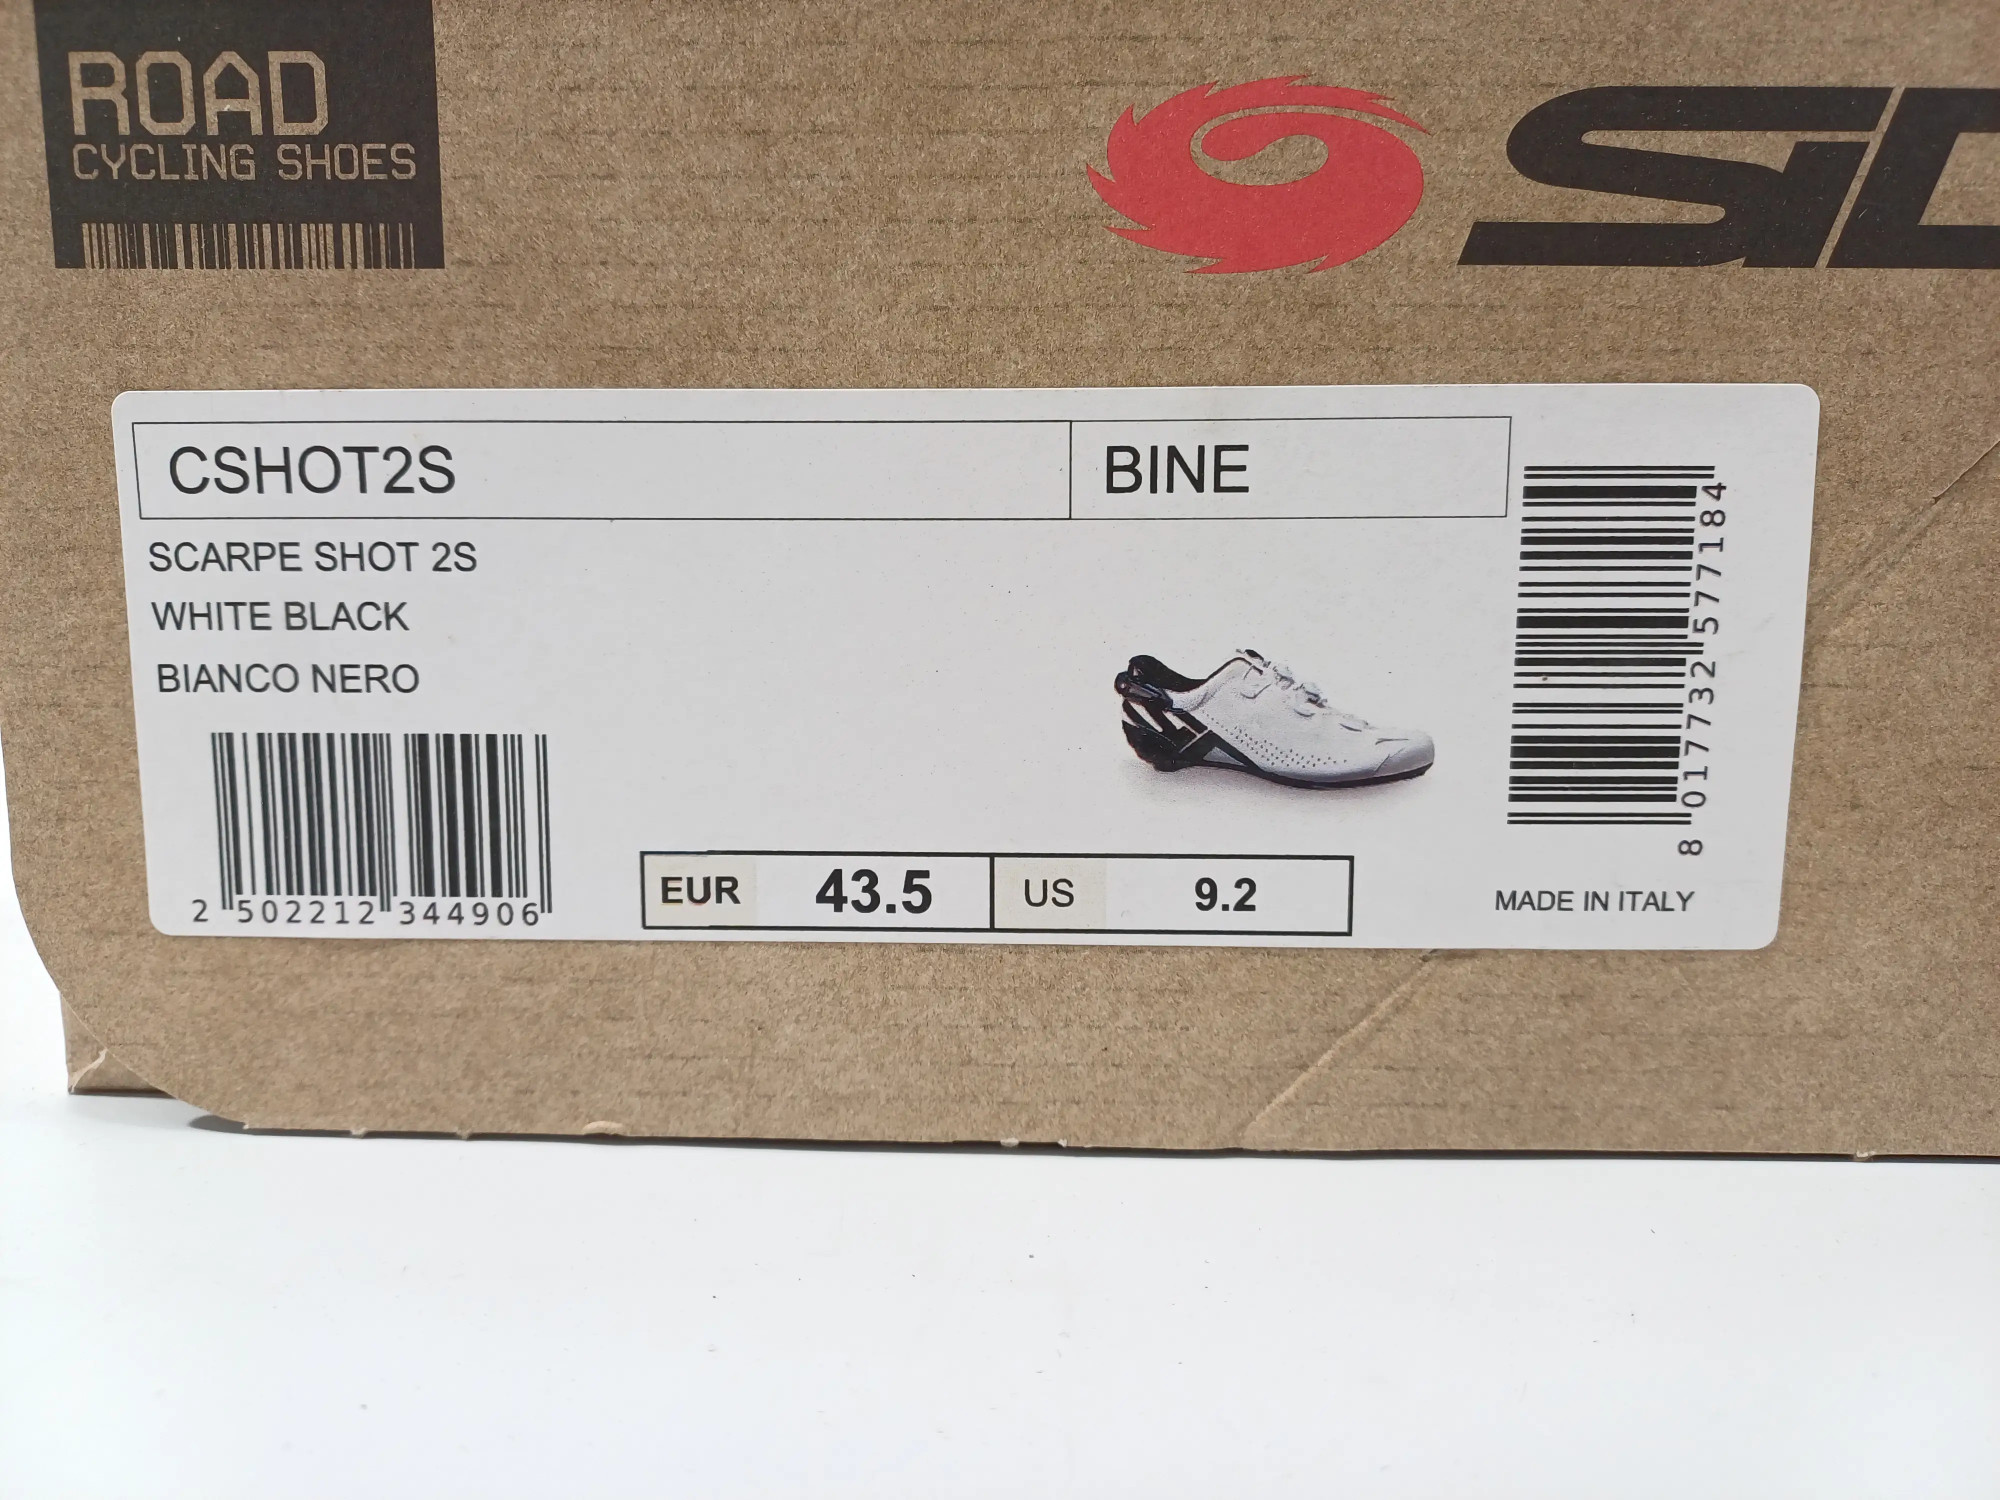 ROAD
CYCLING SHOES
CSHOT2S
BINE
SCARPE SHOT 2S
WHITE BLACK
BIANCO NERO
2 502212 344906
EUR 43.5 US 9.2
8 017732 577184
MADE IN ITALY